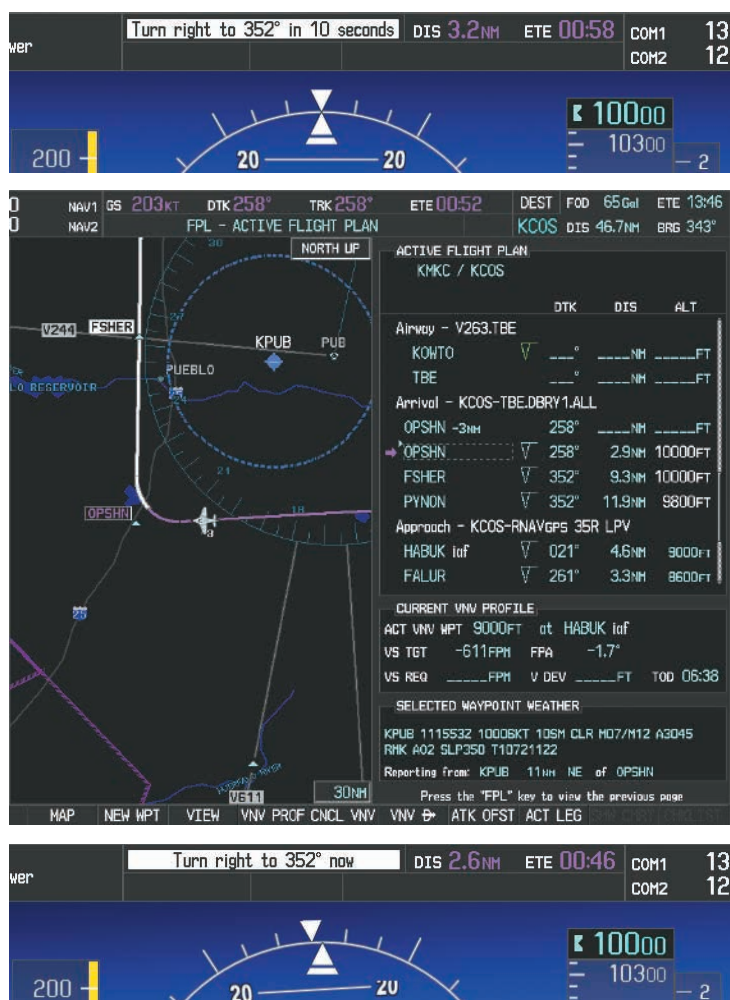 Turn right to 352° in 10 seconds DIS 3.2NM ETE 00:58 COM1 13
wer COM2 12
10000
10300
200 20 20 2
0 NAV1 GS 203KT DTK 258° TRK 258° ETE 00:52 DEST FOD 65Gal ETE 13:46
0 NAV2 FPL – ACTIVE FLIGHT PLAN KCOS DIS 46.7NM BRG 343°
30 NORTH UP
V244 FSHER
KPUB PUB
PUEBLO
LO RESERVOIR
25
24
21
OPSHN
18
25
V611 30NM
ACTIVE FLIGHT PLAN
KMKC / KCOS
DTK DIS ALT
Airway – V263.TBE
KOWTO ___° ____NM _____FT
TBE ___° ____NM _____FT
Arrival – KCOS-TBE.DBRY1.ALL
OPSHN -3NM 258° ____NM _____FT
OPSHN 258° 2.9NM 10000FT
FSHER 352° 9.3NM 10000FT
PYNON 352° 11.9NM 9800FT
Approach – KCOS-RNAVGPS 35R LPV
HABUK iaf 021° 4.6NM 9000FT
FALUR 261° 3.3NM 8600FT
CURRENT VNV PROFILE
ACT VNV WPT 9000FT at HABUK iaf
VS TGT -611FPM FPA -1.7°
VS REQ _____FPM V DEV _____FT TOD 06:38
SELECTED WAYPOINT WEATHER
KPUB 111553Z 10006KT 10SM CLR M07/M12 A3045
RMK AO2 SLP350 T10721122
Reporting from: KPUB 11NM NE of OPSHN
Press the "FPL" key to view the previous page
MAP NEW WPT VIEW VNV PROF CNCL VNV VNV D ATK OFST ACT LEG
Turn right to 352° now DIS 2.6NM ETE 00:46 COM1 13
wer COM2 12
10000
10300
200 20 20 2